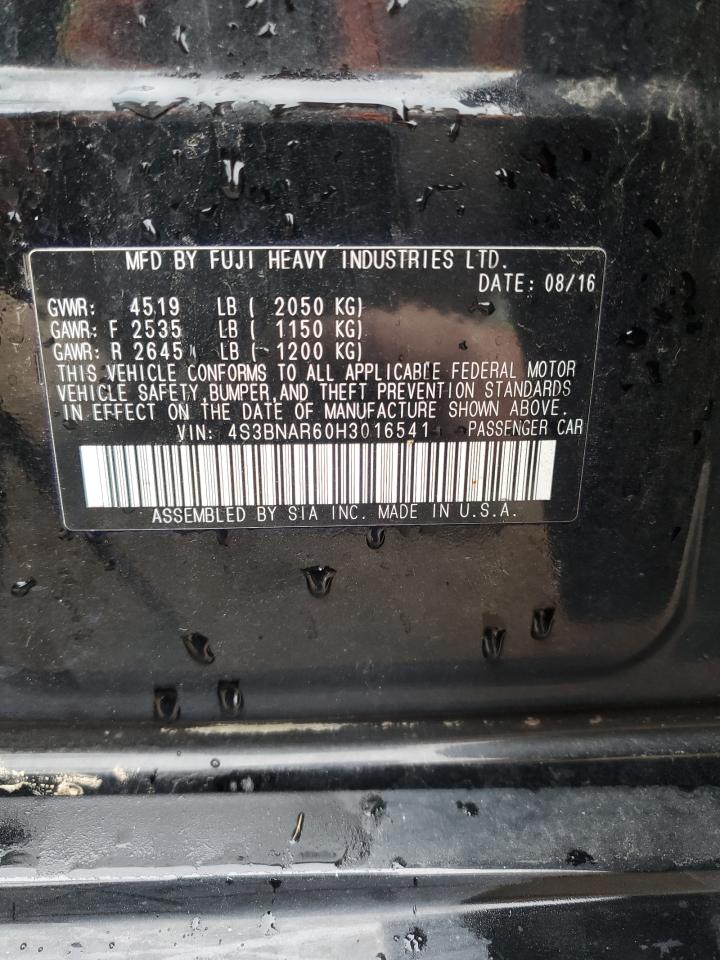 MFD BY FUJI HEAVY INDUSTRIES LTD.
DATE: 08/16
GVWR: 4519 LB ( 2050 KG)
GAWR: F 2535 LB ( 1150 KG)
GAWR: R 2645 LB ( 1200 KG)
THIS VEHICLE CONFORMS TO ALL APPLICABLE FEDERAL MOTOR
VEHICLE SAFETY, BUMPER, AND THEFT PREVENTION STANDARDS
IN EFFECT ON THE DATE OF MANUFACTURE SHOWN ABOVE.
VIN: 4S3BNAR60H3016541 PASSENGER CAR
ASSEMBLED BY SIA INC. MADE IN U.S.A.